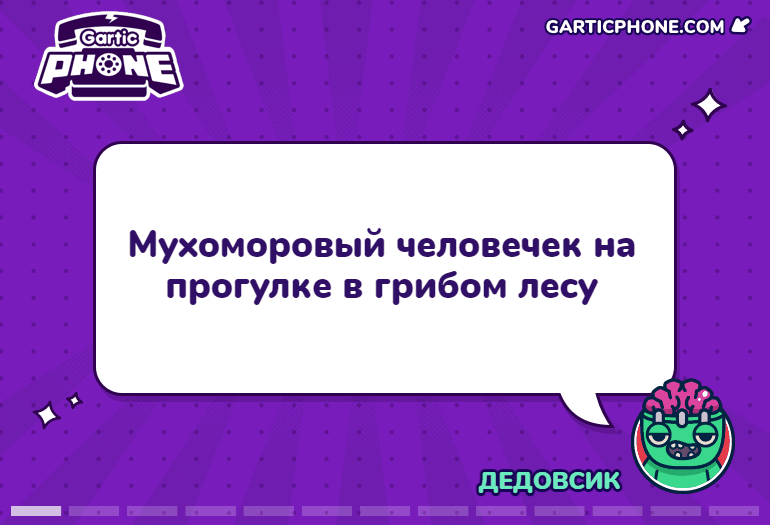 Gartic
PHONE
GARTICPHONE.COM
Мухоморовый человечек на
прогулке в грибом лесу
ДЕДОВСИК